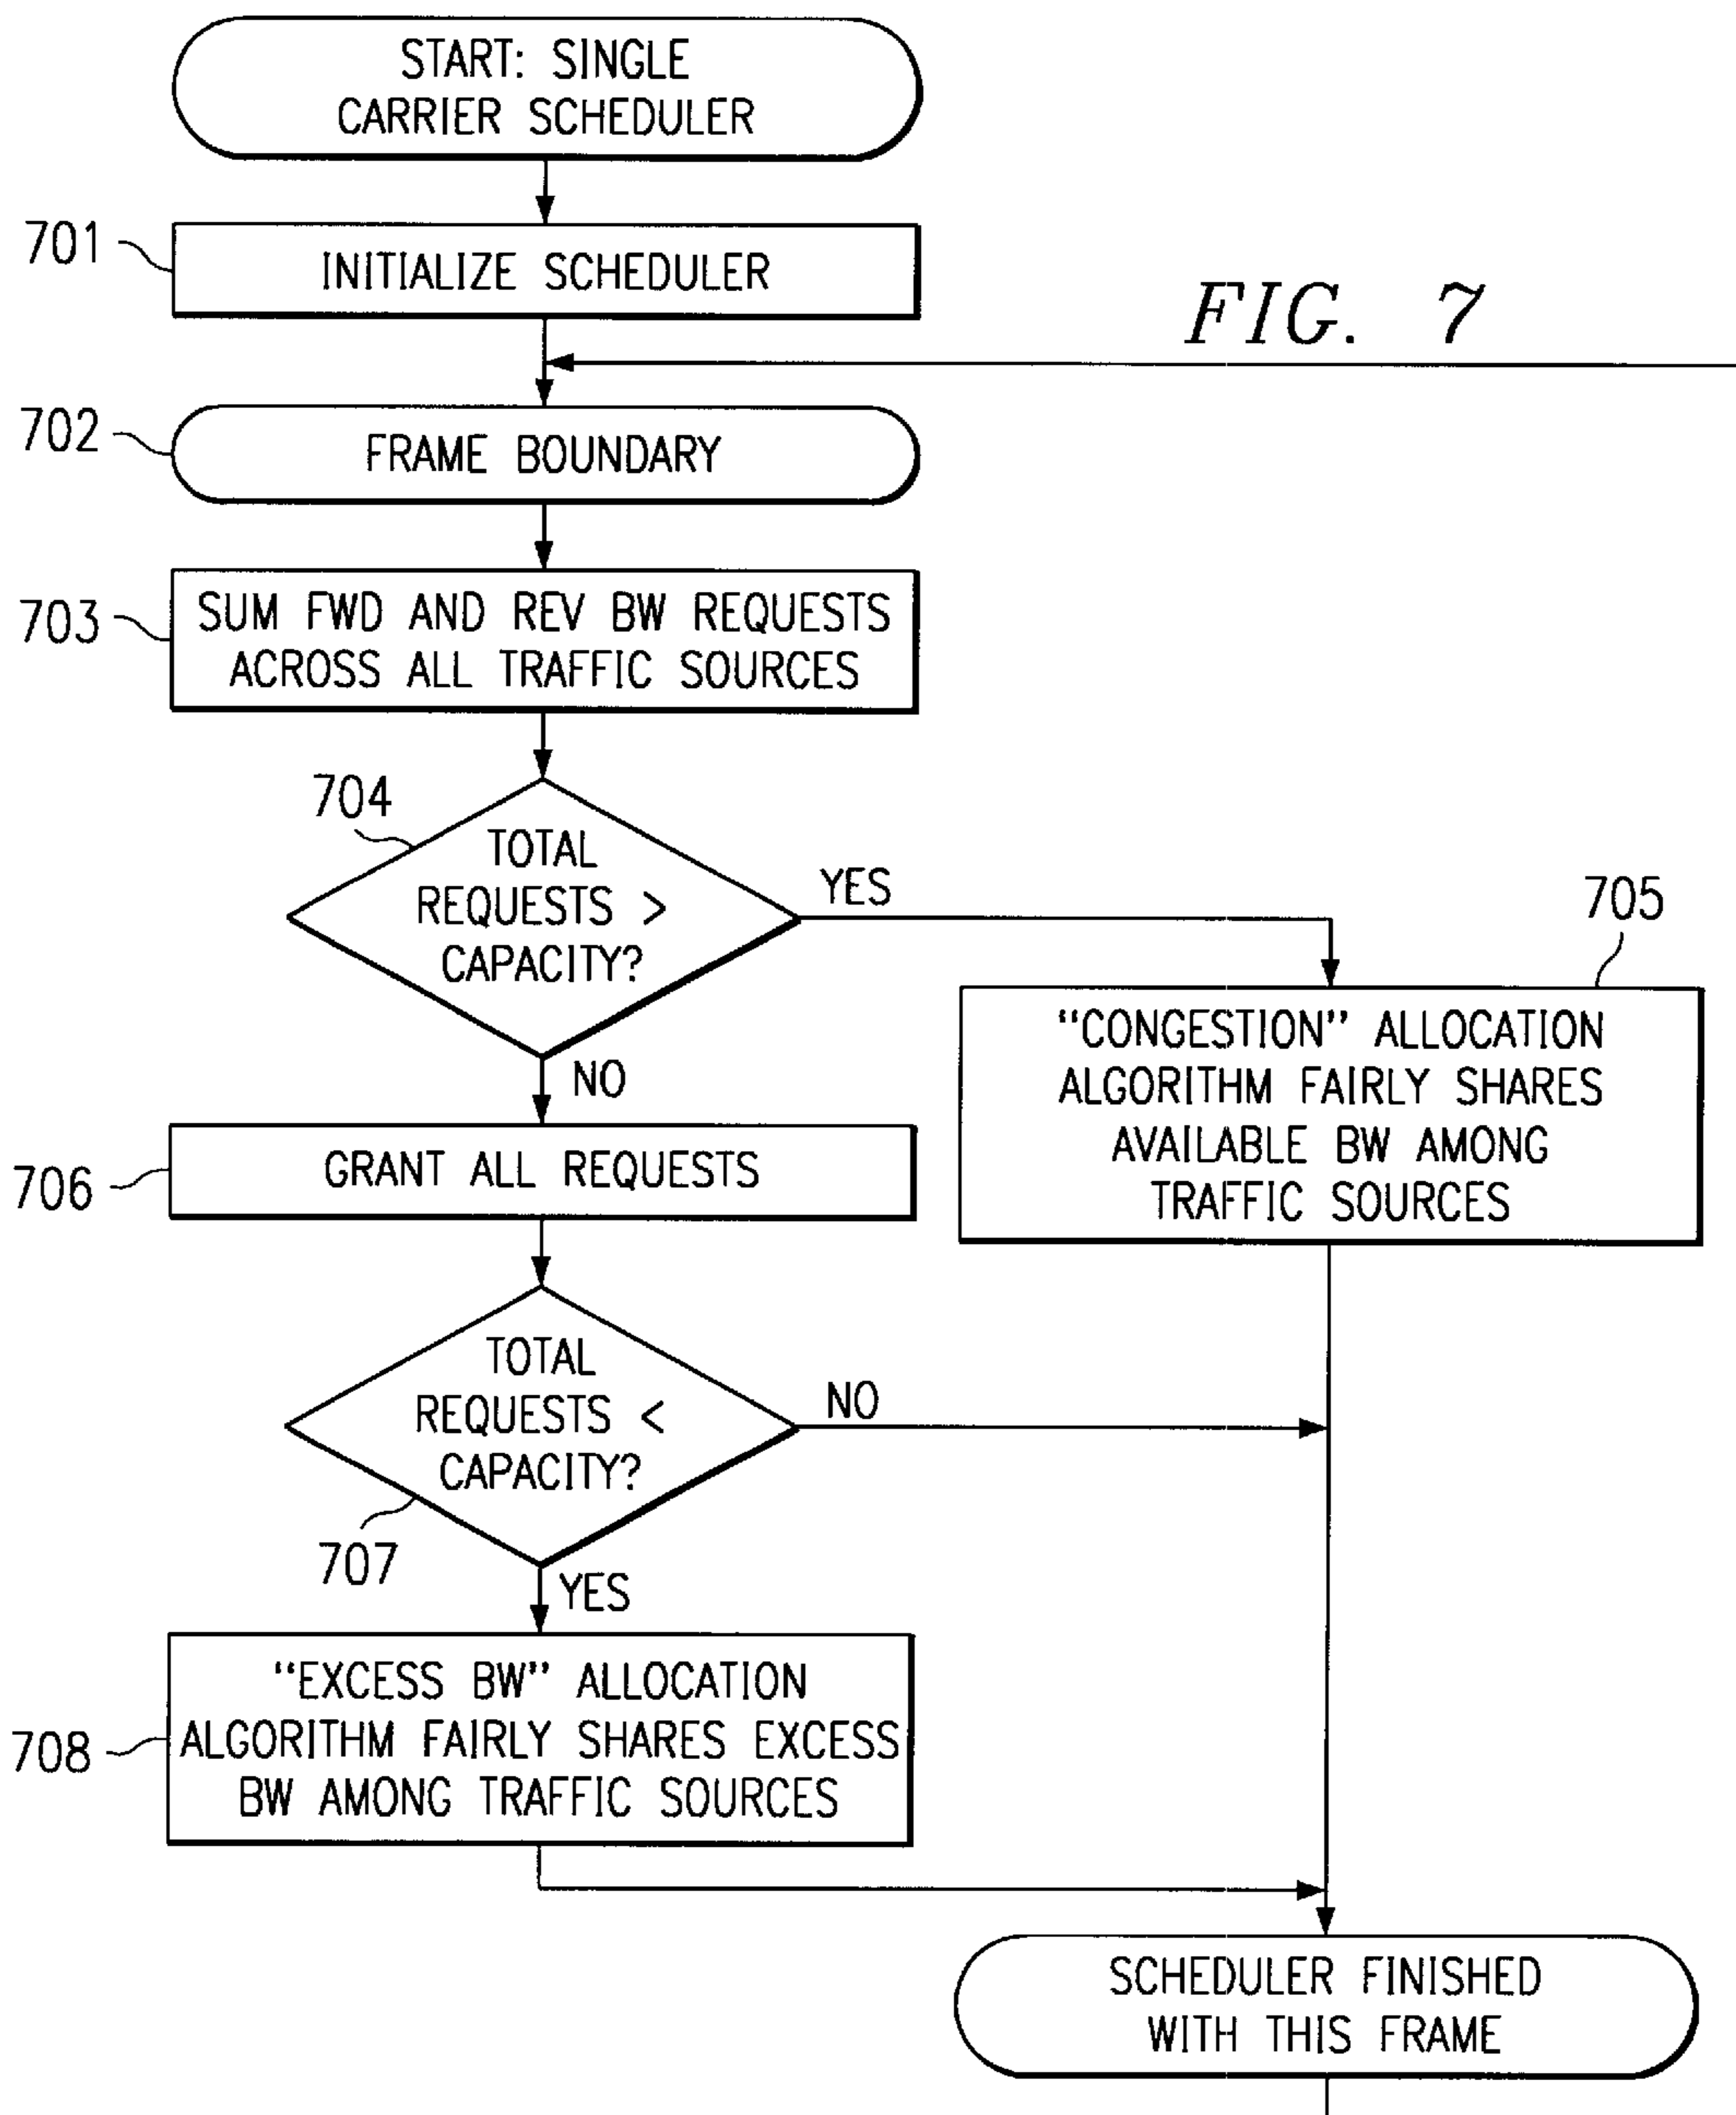 START: SINGLE
CARRIER SCHEDULER
701
INITIALIZE SCHEDULER
FIG. 7
702
FRAME BOUNDARY
703
SUM FWD AND REV BW REQUESTS
ACROSS ALL TRAFFIC SOURCES
704
TOTAL
REQUESTS >
CAPACITY?
YES
NO
705
"CONGESTION" ALLOCATION
ALGORITHM FAIRLY SHARES
AVAILABLE BW AMONG
TRAFFIC SOURCES
706
GRANT ALL REQUESTS
TOTAL
REQUESTS <
CAPACITY?
NO
707
YES
708
"EXCESS BW" ALLOCATION
ALGORITHM FAIRLY SHARES EXCESS
BW AMONG TRAFFIC SOURCES
SCHEDULER FINISHED
WITH THIS FRAME